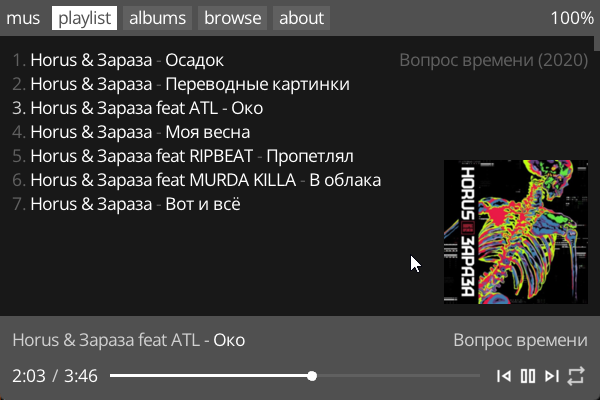 mus playlist albums browse about 100%
1. Horus & Зараза - Осадок Вопрос времени (2020)
2. Horus & Зараза - Переводные картинки
3. Horus & Зараза feat ATL - Око
4. Horus & Зараза - Моя весна
5. Horus & Зараза feat RIPBEAT - Пропетлял
6. Horus & Зараза feat MURDA KILLA - В облака
7. Horus & Зараза - Вот и всё
HORUS ЗАРАЗА
Horus & Зараза feat ATL - Око Вопрос времени
2:03 / 3:46